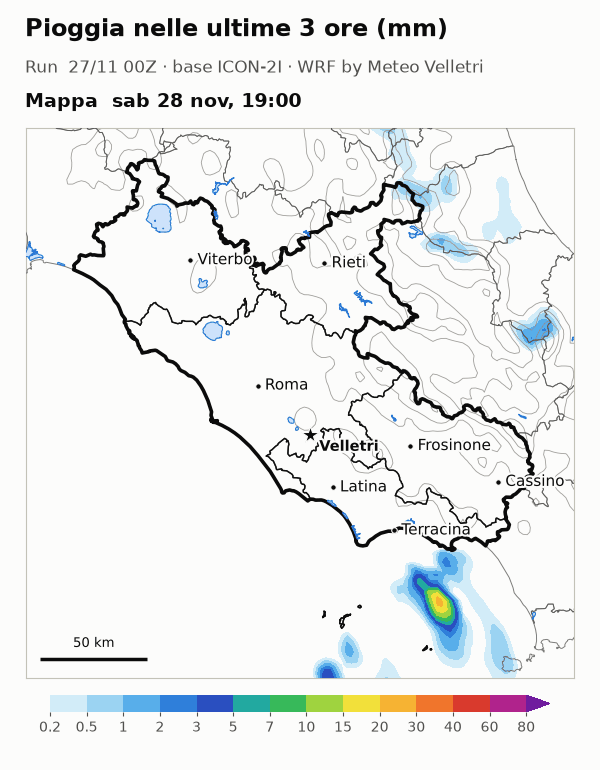 Pioggia nelle ultime 3 ore (mm)
Run  27/11 00Z · base ICON-2I · WRF by Meteo Velletri
Mappa  sab 28 nov, 19:00
Viterbo
Rieti
Roma
Velletri
Frosinone
Latina
Cassino
Terracina
50 km
0.2 0.5 1 2 3 5 7 10 15 20 30 40 60 80